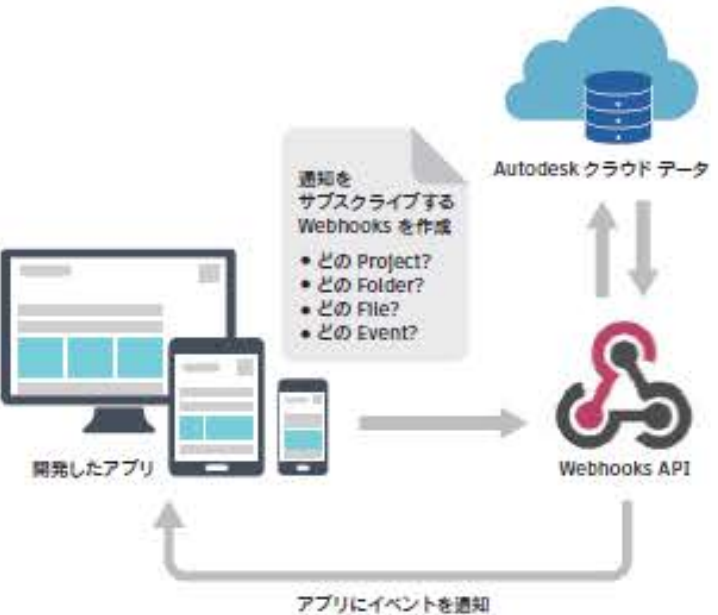 Autodesk クラウド データ
通知を
サブスクライブする
Webhooks を作成
• どの Project?
• どの Folder?
• どの File?
• どの Event?
開発したアプリ
Webhooks API
アプリにイベントを通知